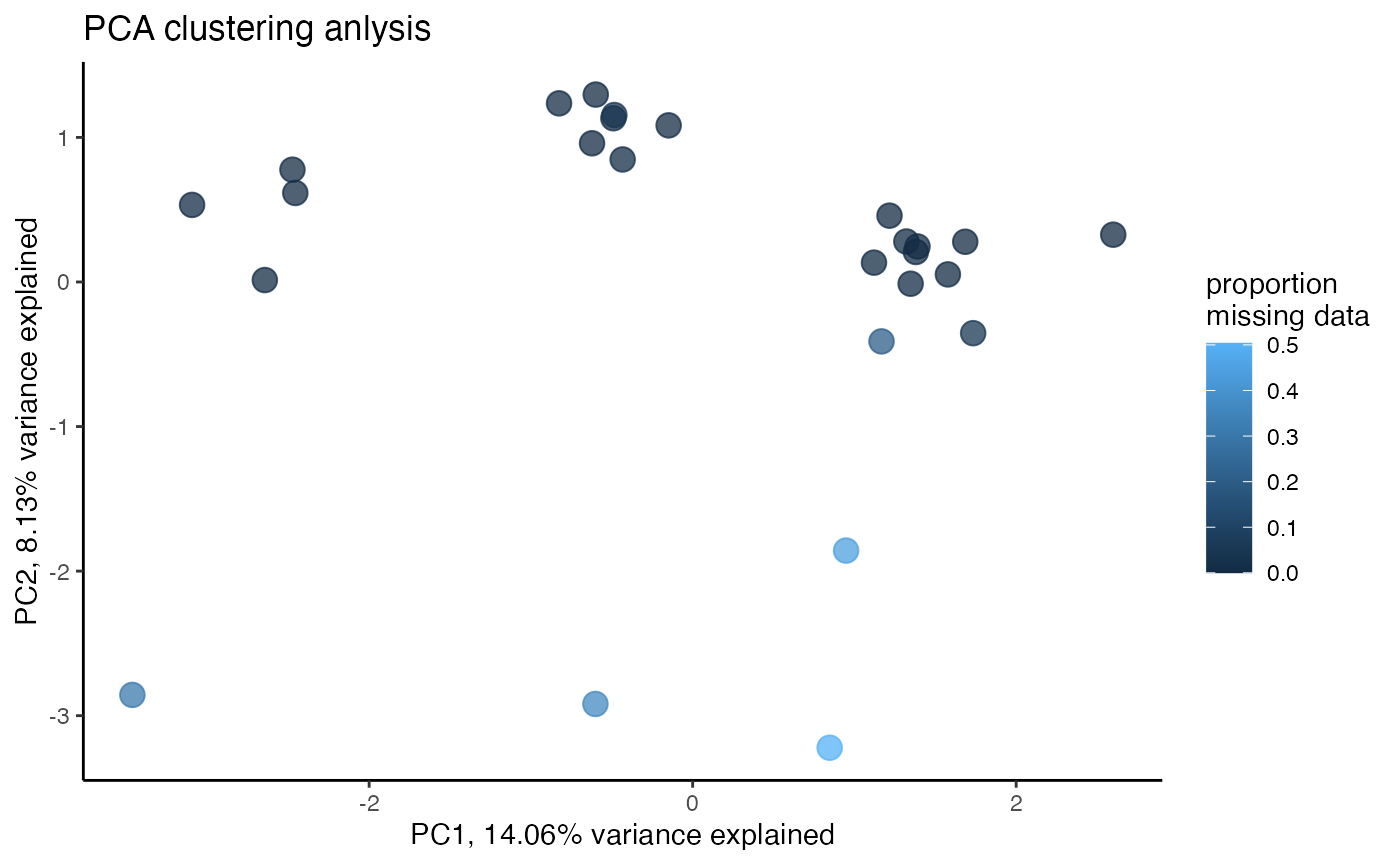 PCA clustering anlysis
PC2, 8.13% variance explained
1
0
-1
-2
-3
-2
0
2
PC1, 14.06% variance explained
proportion
missing data
0.5
0.4
0.3
0.2
0.1
0.0